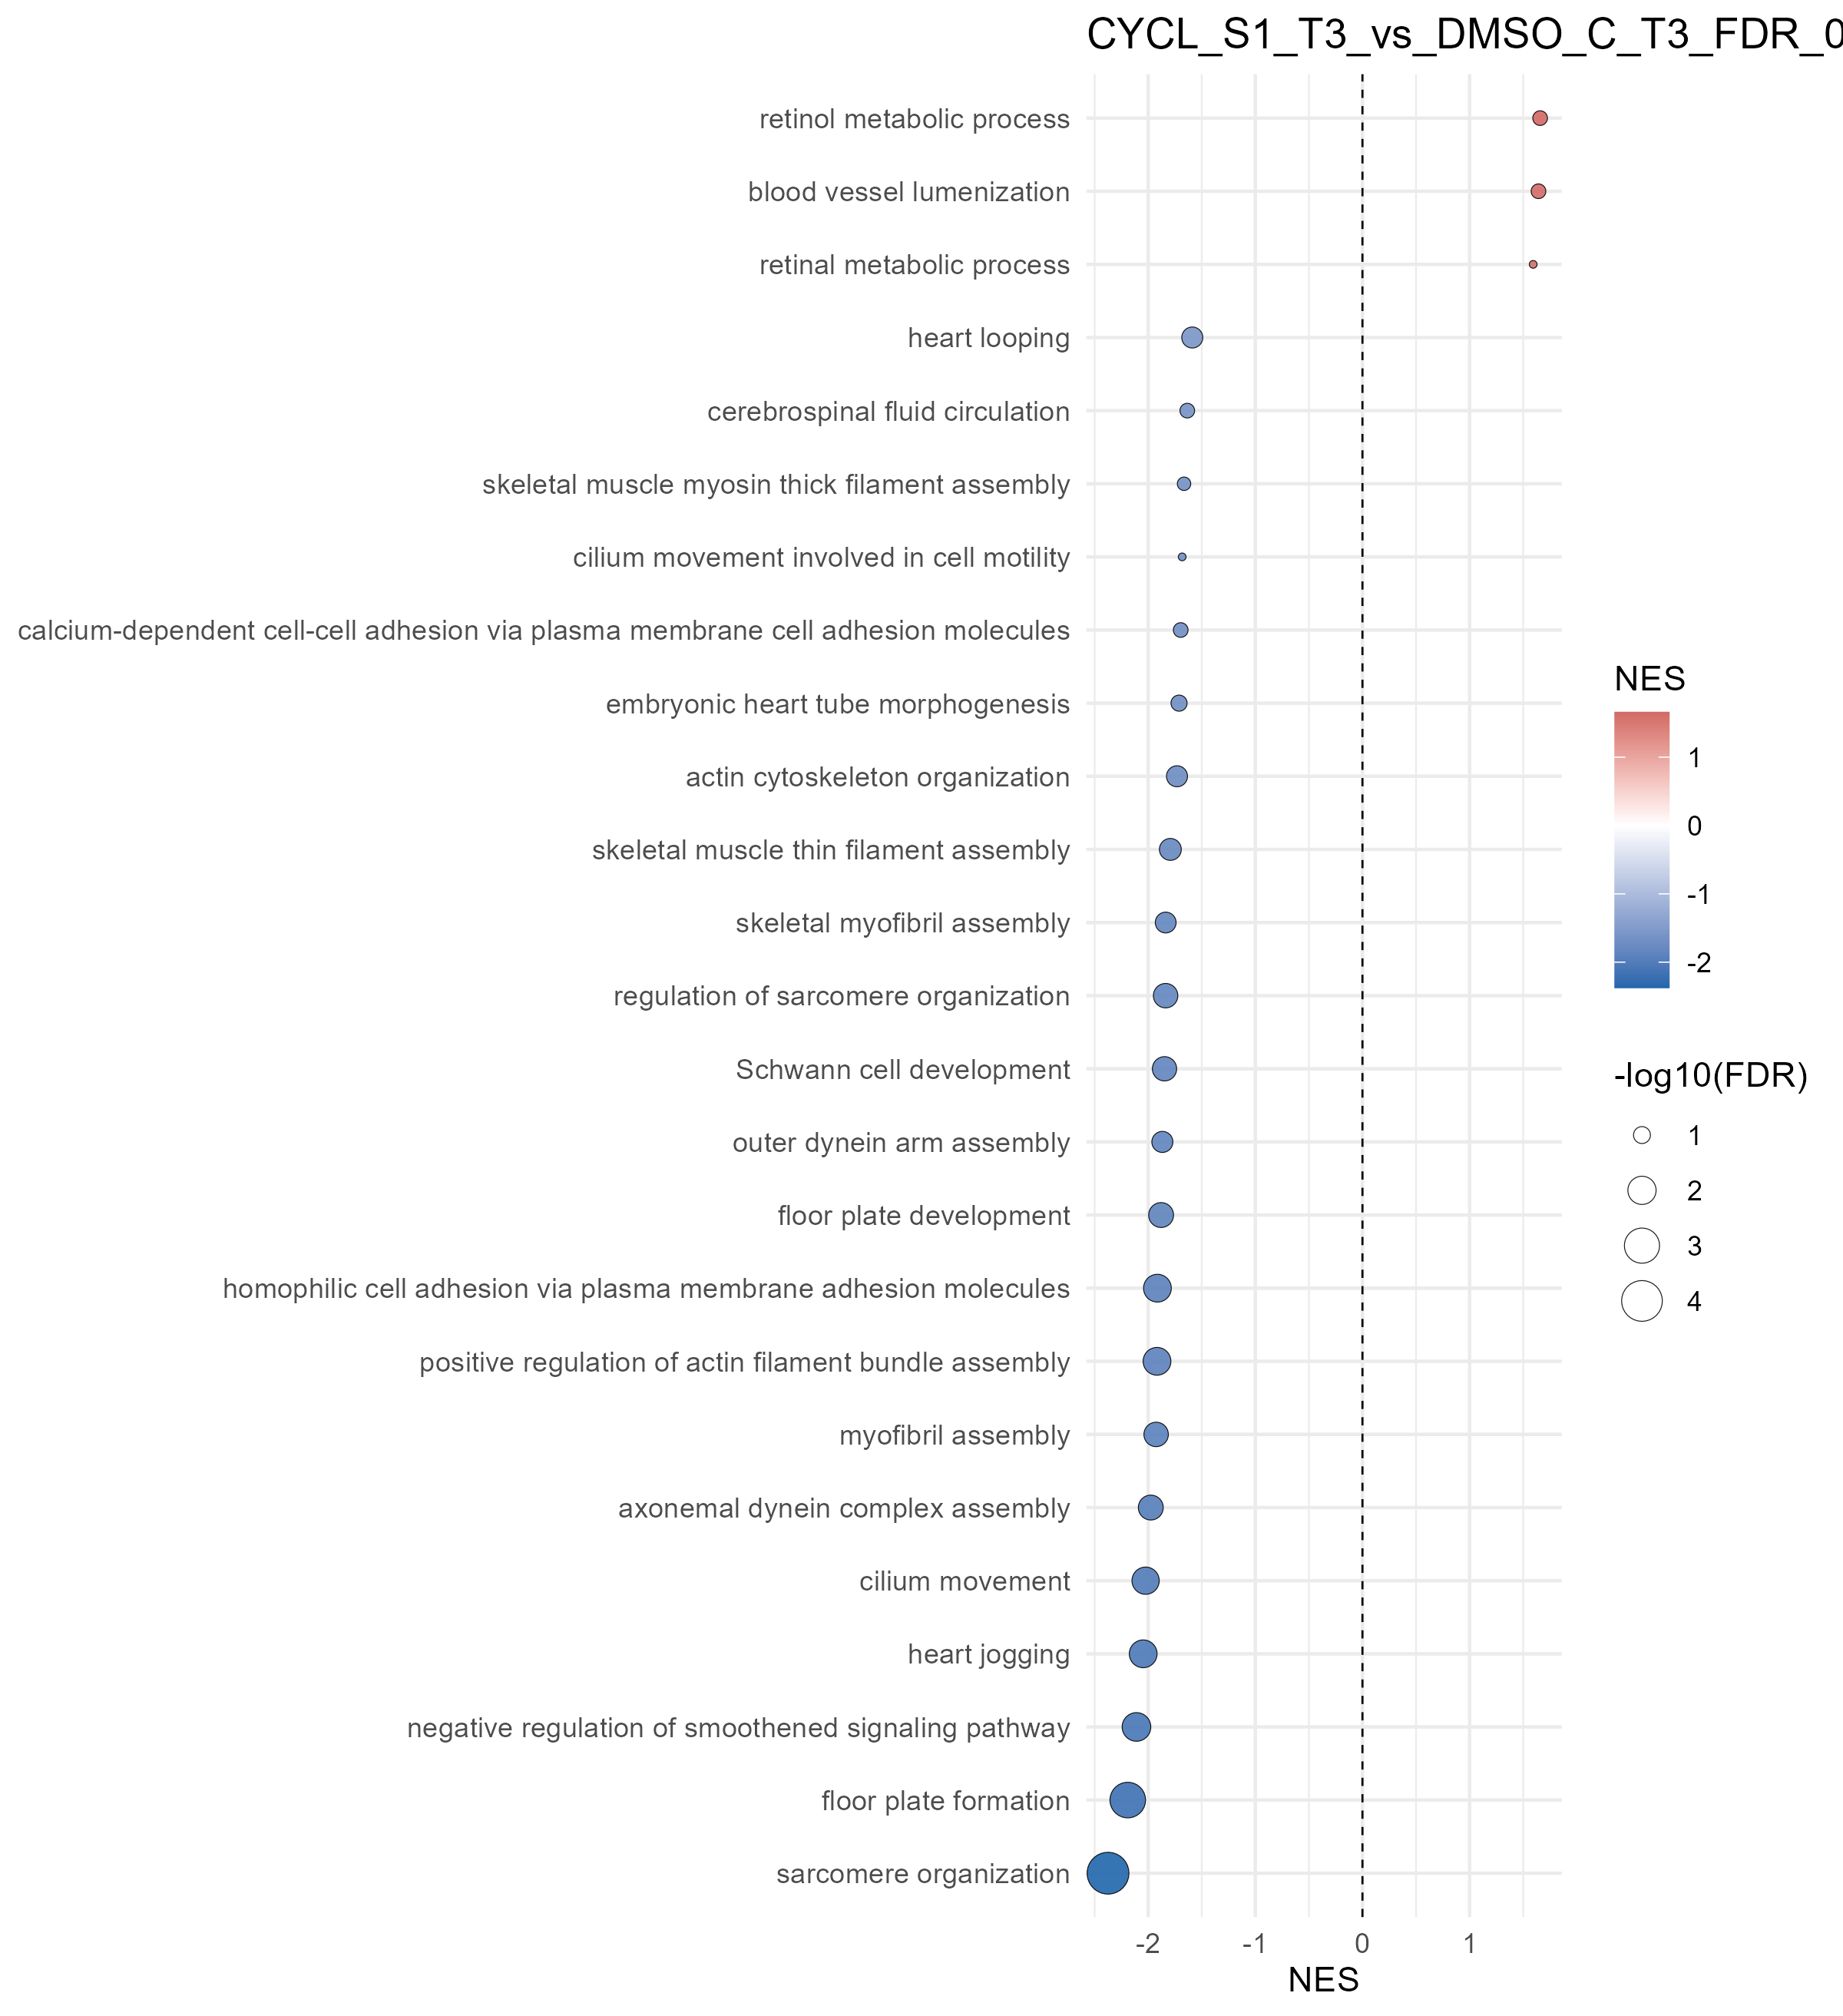 CYCL_S1_T3_vs_DMSO_C_T3_FDR_0
retinol metabolic process
blood vessel lumenization
retinal metabolic process
heart looping
cerebrospinal fluid circulation
skeletal muscle myosin thick filament assembly
cilium movement involved in cell motility
calcium-dependent cell-cell adhesion via plasma membrane cell adhesion molecules
embryonic heart tube morphogenesis
actin cytoskeleton organization
skeletal muscle thin filament assembly
skeletal myofibril assembly
regulation of sarcomere organization
Schwann cell development
outer dynein arm assembly
floor plate development
homophilic cell adhesion via plasma membrane adhesion molecules
positive regulation of actin filament bundle assembly
myofibril assembly
axonemal dynein complex assembly
cilium movement
heart jogging
negative regulation of smoothened signaling pathway
floor plate formation
sarcomere organization
-2 -1 0 1
NES
NES
1
0
-1
-2
-log10(FDR)
1
2
3
4